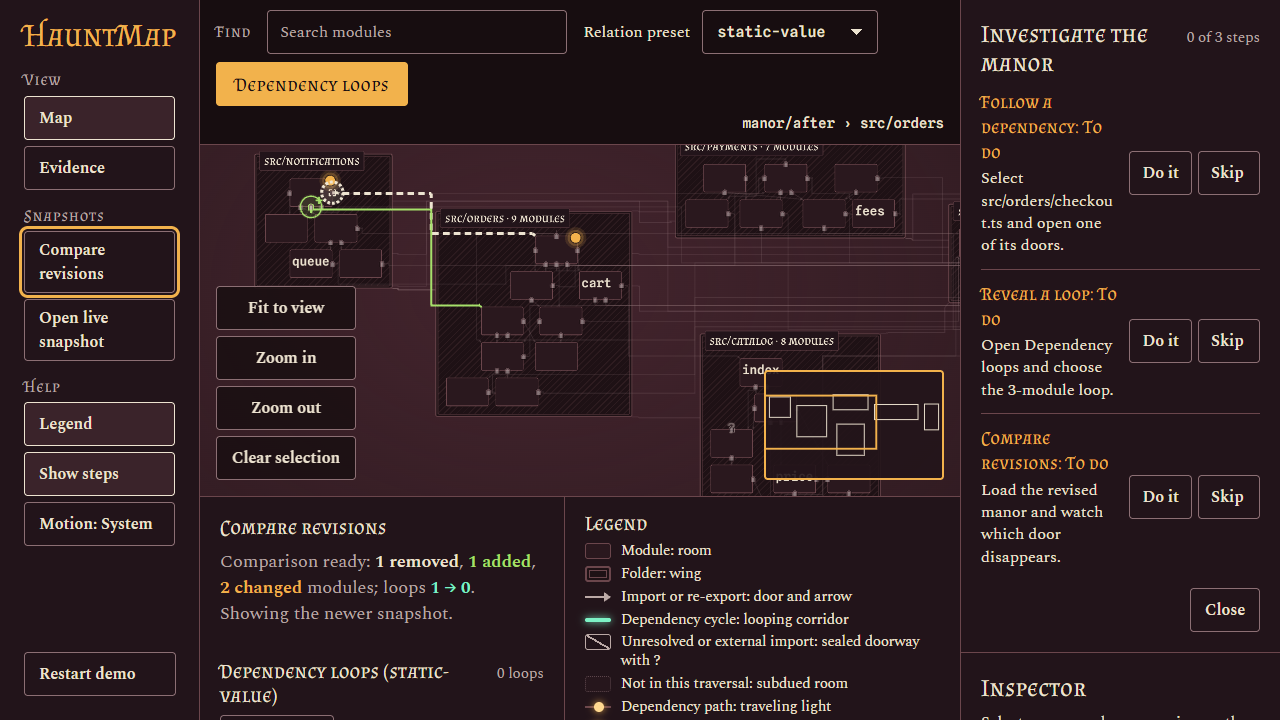 HauntMap
View
Map
Evidence
Snapshots
Compare
revisions
Open live
snapshot
Help
Legend
Show steps
Motion: System
Restart demo
Find
Search modules
Relation preset
static-value
Dependency loops
manor/after › src/orders
src/notifications
queue
src/orders · 9 modules
cart
src/payments · 7 modules
fees
src/catalog · 8 modules
index
?
price
Fit to view
Zoom in
Zoom out
Clear selection
Compare revisions
Comparison ready: 1 removed, 1 added,
2 changed modules; loops 1 → 0.
Showing the newer snapshot.
Dependency loops (static-
value)
0 loops
Legend
Module: room
Folder: wing
Import or re-export: door and arrow
Dependency cycle: looping corridor
Unresolved or external import: sealed doorway
with ?
Not in this traversal: subdued room
Dependency path: traveling light
Investigate the
manor
0 of 3 steps
Follow a
dependency: To
do
Select
src/orders/checkou
t.ts and open one
of its doors.
Do it
Skip
Reveal a loop: To
do
Open Dependency
loops and choose
the 3-module loop.
Do it
Skip
Compare
revisions: To do
Load the revised
manor and watch
which door
disappears.
Do it
Skip
Close
Inspector